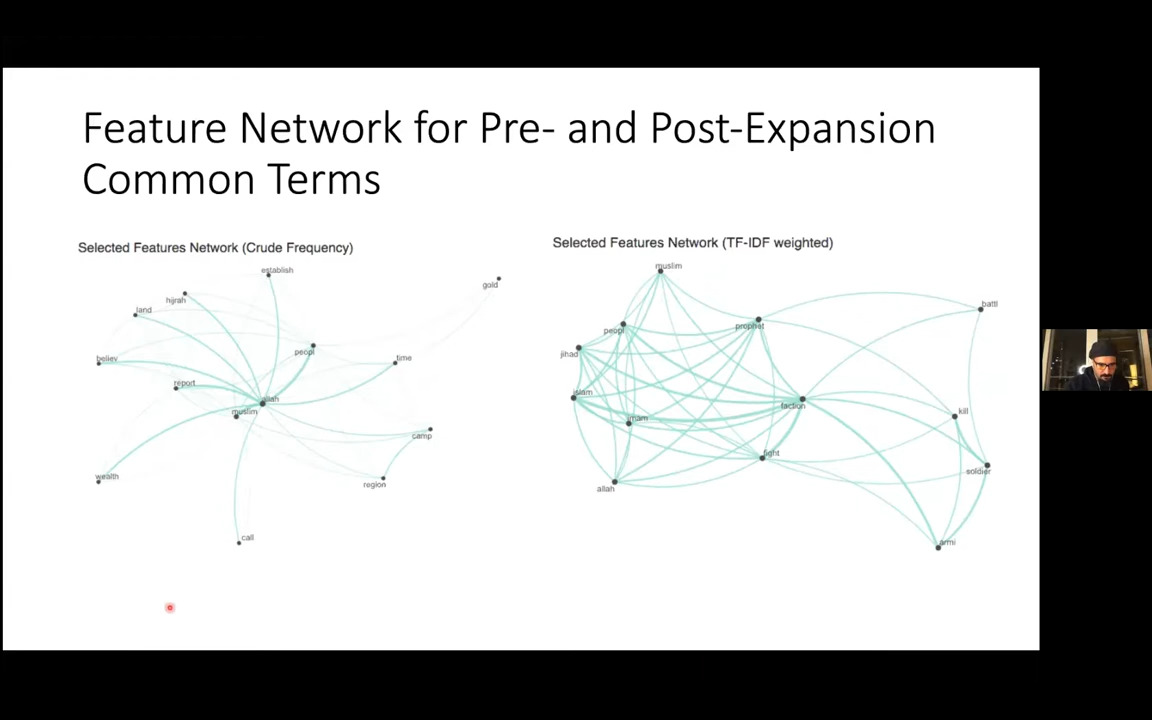 Feature Network for Pre- and Post-Expansion
Common Terms
Selected Features Network (Crude Frequency)
establish
gold
hijrah
land
peopl
believ
time
report
allah
muslim
camp
wealth
region
call
Selected Features Network (TF-IDF weighted)
muslim
battl
peopl
prophet
jihad
islam
faction
kill
imam
fight
soldier
allah
armi